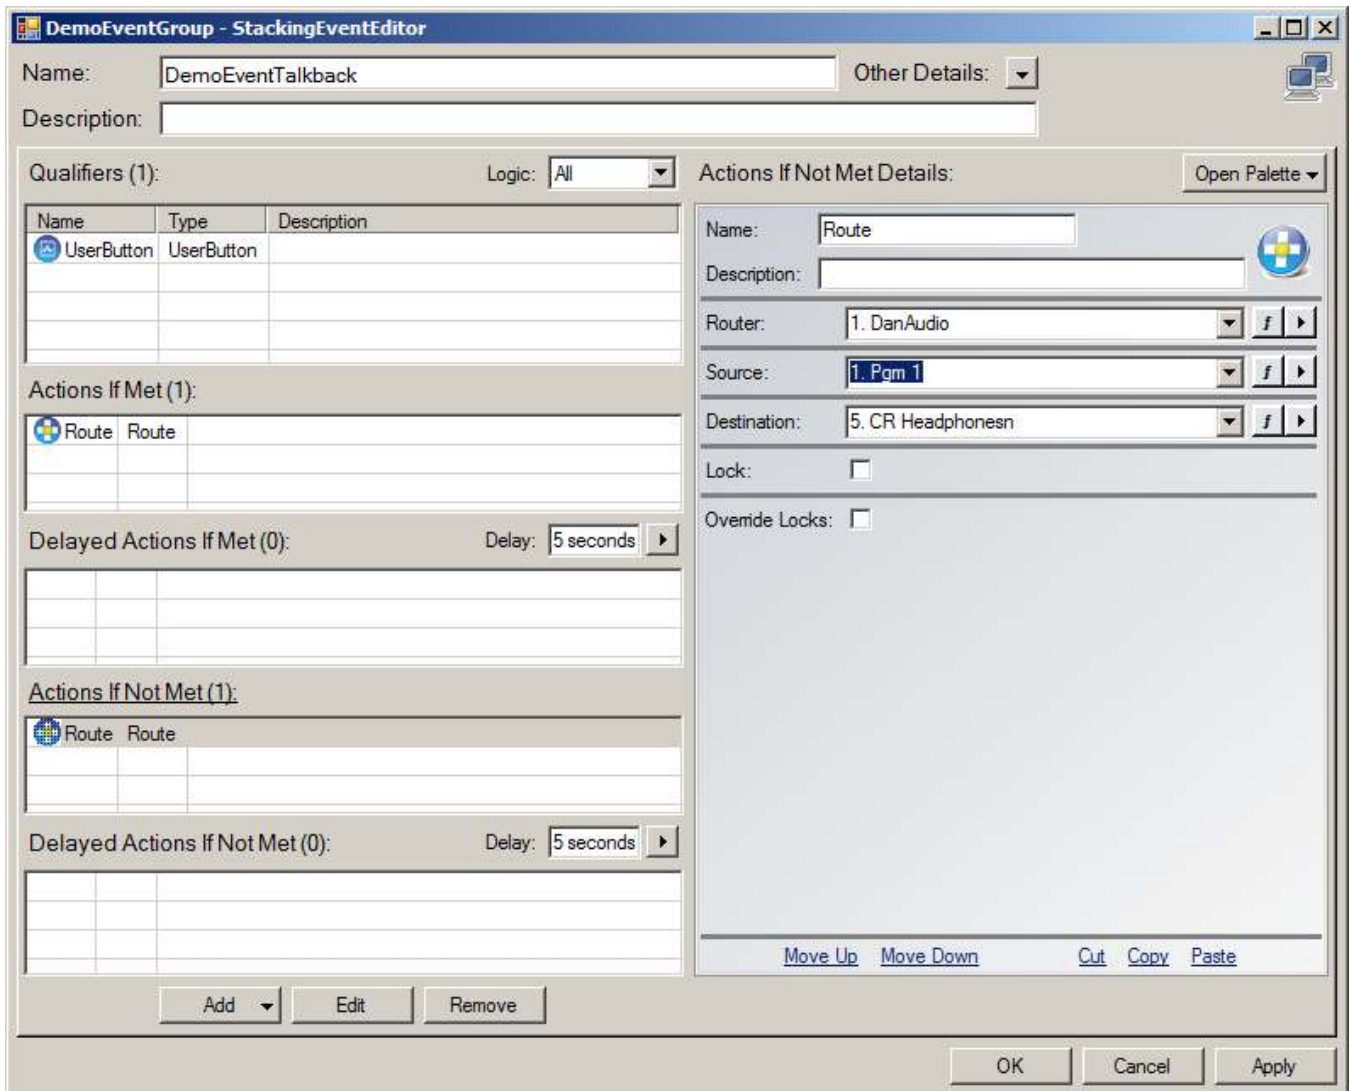 DemoEventGroup - StackingEventEditor
Name: DemoEventTalkback Other Details:
Description:
Qualifiers (1): Logic: All
Name Type Description
UserButton UserButton
Actions If Met (1):
Route Route
Delayed Actions If Met (0): Delay: 5 seconds
Actions If Not Met (1):
Route Route
Delayed Actions If Not Met (0): Delay: 5 seconds
Add Edit Remove
Actions If Not Met Details: Open Palette
Name: Route
Description:
Router: 1. DanAudio f
Source: 1. Pgm 1 f
Destination: 5. CR Headphonesn f
Lock:
Override Locks:
Move Up Move Down Cut Copy Paste
OK Cancel Apply